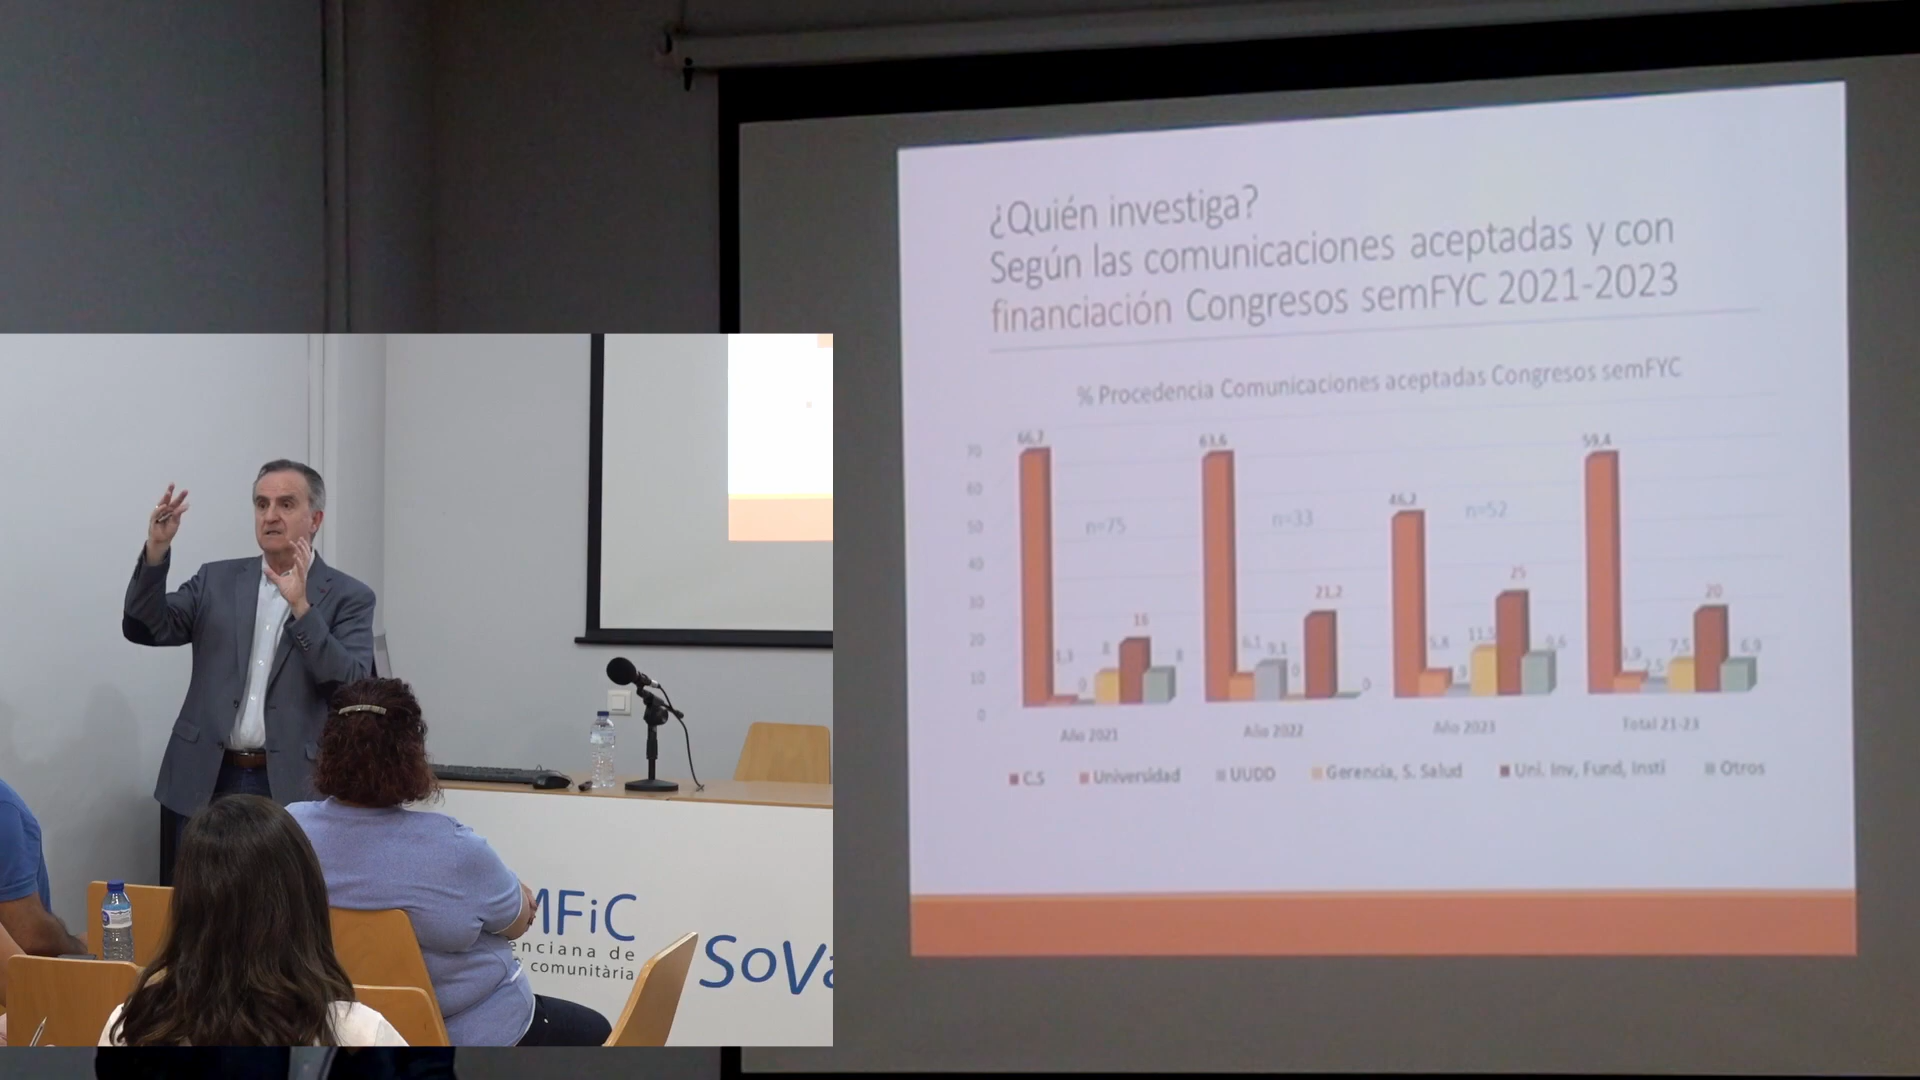 ¿Quién investiga?
Según las comunicaciones aceptadas y con
financiación Congresos semFYC 2021-2023
% Procedencia Comunicaciones aceptadas Congresos semFYC
70
60
50
40
30
20
10
0
66,7
1,3
0
8
16
8
n=75
63,6
6,1
9,1
0
21,2
0
n=33
46,2
5,8
11,5
25
9,6
n=52
59,4
7,5
20
6,9
Año 2021
Año 2022
Año 2023
Total 21-23
C.S
Universidad
UUDD
Gerencia, S. Salud
Uni. Inv, Fund, Insti
Otros
MFiC
enciana de
comunitària
SoVa